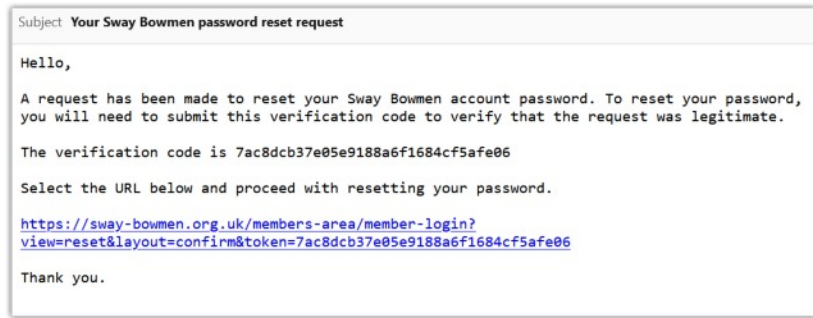 Subject Your Sway Bowmen password reset request
Hello,
A request has been made to reset your Sway Bowmen account password. To reset your password,
you will need to submit this verification code to verify that the request was legitimate.
The verification code is 7ac8dcb37e05e9188a6f1684cf5afe06
Select the URL below and proceed with resetting your password.
https://sway-bowmen.org.uk/members-area/member-login?
view=reset&layout=confirm&token=7ac8dcb37e05e9188a6f1684cf5afe06
Thank you.